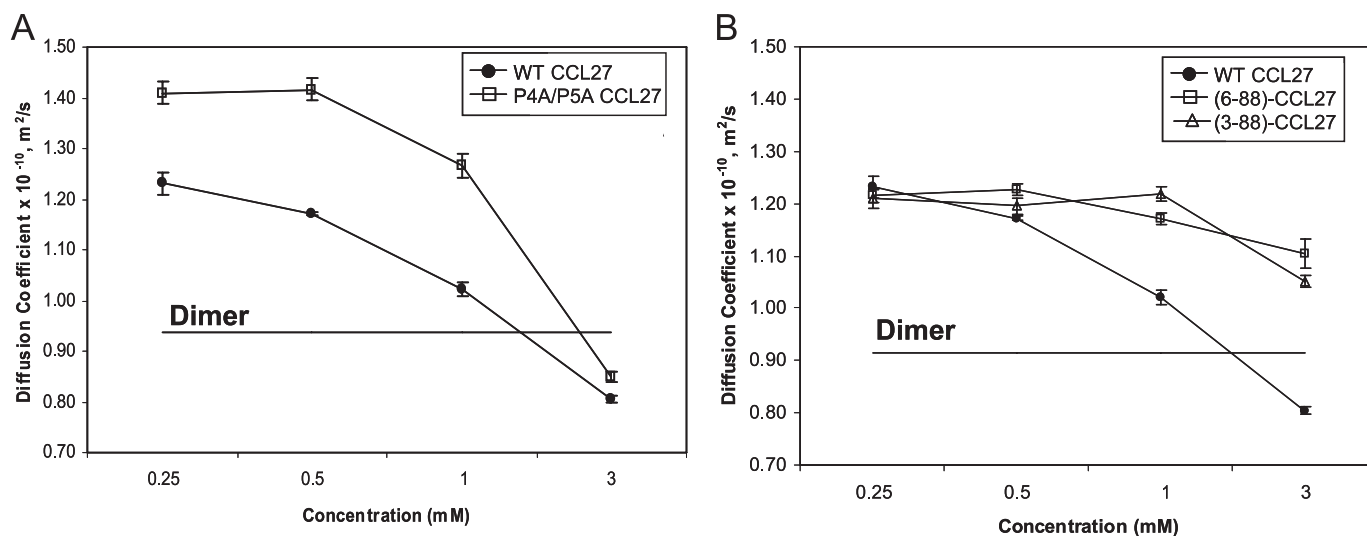 A
Diffusion Coefficient x 10 -10, m2/s
1.50
1.40
1.30
1.20
1.10
1.00
0.90
0.80
0.70
WT CCL27
P4A/P5A CCL27
Dimer
0.25 0.5 1 3
Concentration (mM)
B
Diffusion Coefficient x 10 -10, m2/s
1.50
1.40
1.30
1.20
1.10
1.00
0.90
0.80
0.70
WT CCL27
(6-88)-CCL27
(3-88)-CCL27
Dimer
0.25 0.5 1 3
Concentration (mM)